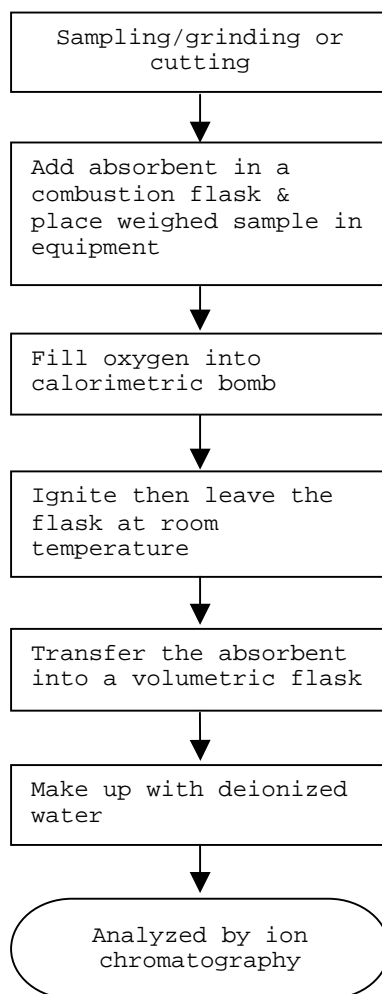 Sampling/grinding or
cutting
Add absorbent in a
combustion flask &
place weighed sample in
equipment
Fill oxygen into
calorimetric bomb
Ignite then leave the
flask at room
temperature
Transfer the absorbent
into a volumetric flask
Make up with deionized
water
Analyzed by ion
chromatography